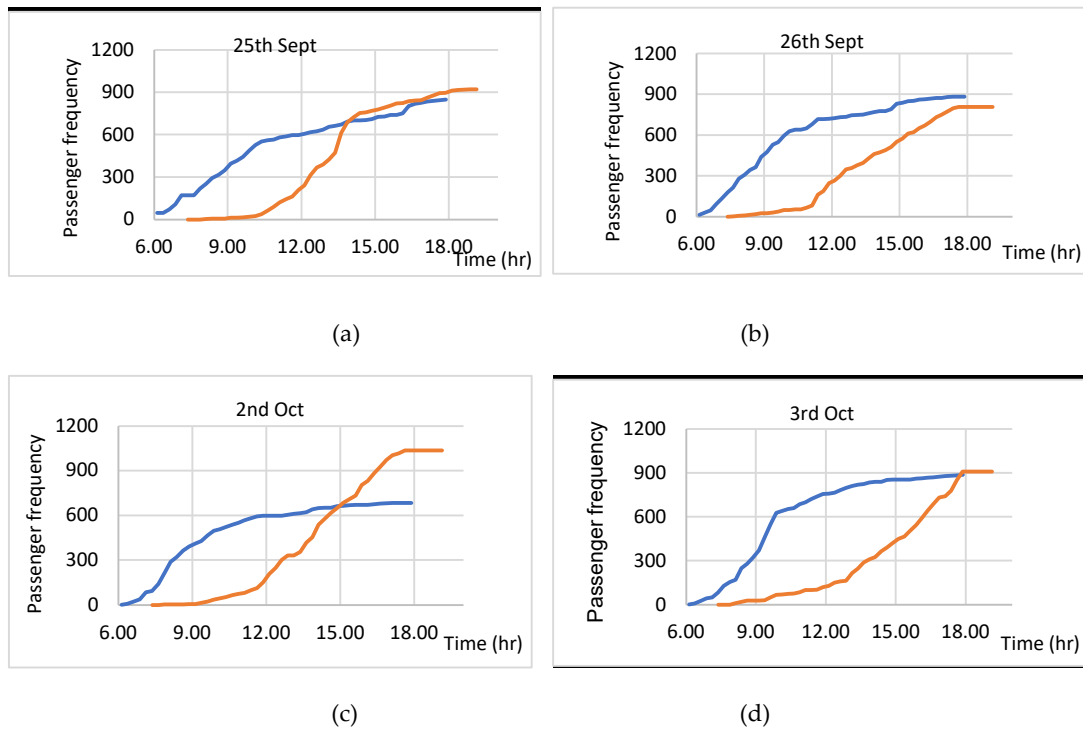 25th Sept
Passenger frequency
1200
900
600
300
0
6.00 9.00 12.00 15.00 18.00
Time (hr)
(a)
26th Sept
Passenger frequency
1200
900
600
300
0
6.00 9.00 12.00 15.00 18.00
Time (hr)
(b)
2nd Oct
Passenger frequency
1200
900
600
300
0
6.00 9.00 12.00 15.00 18.00
Time (hr)
(c)
3rd Oct
Passenger frequency
1200
900
600
300
0
6.00 9.00 12.00 15.00 18.00
Time (hr)
(d)